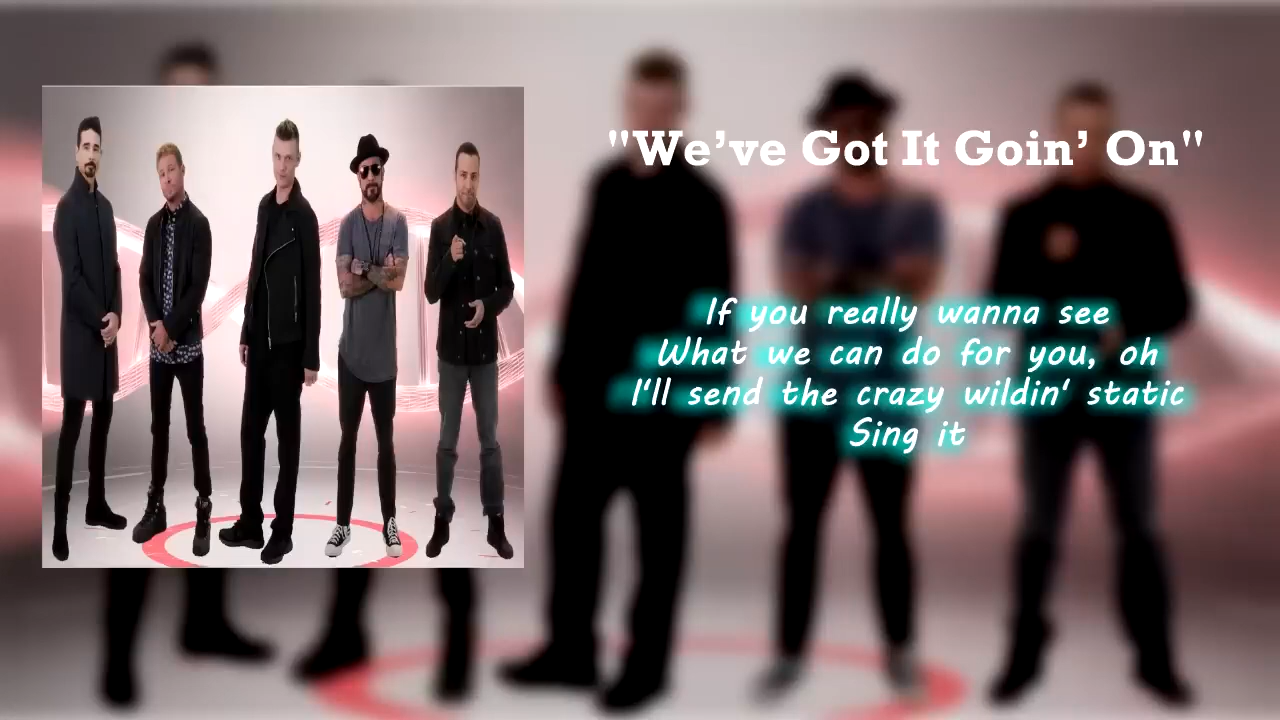 "We’ve Got It Goin’ On"
If you really wanna see
What we can do for you, oh
I'll send the crazy wildin' static
Sing it